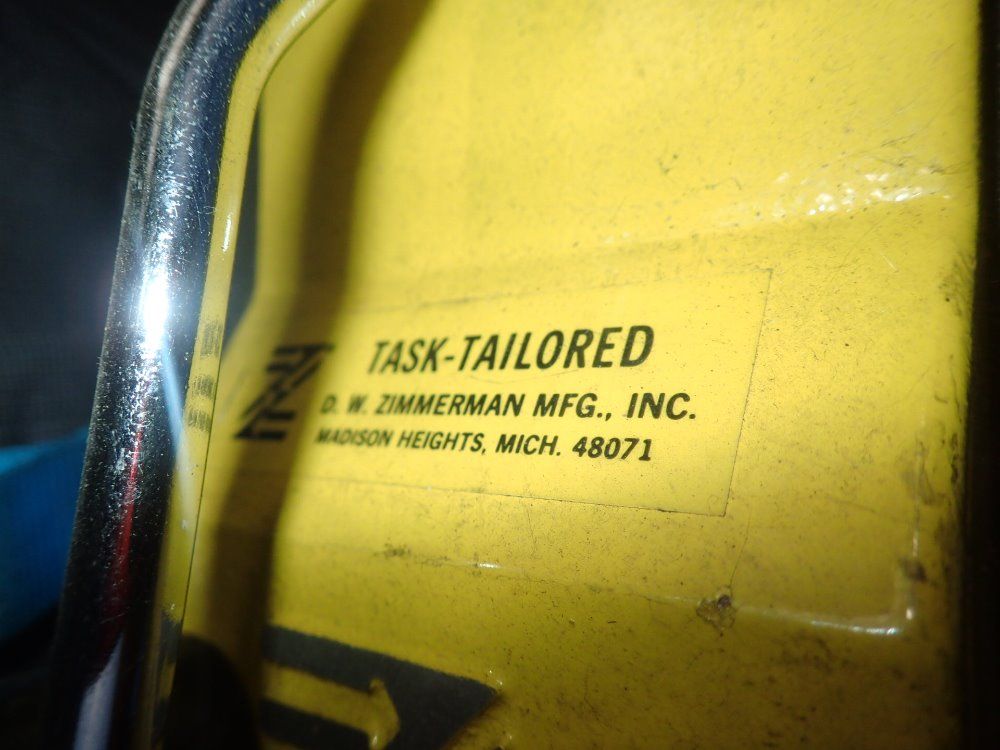 TASK-TAILORED
D. W. ZIMMERMAN MFG., INC.
MADISON HEIGHTS, MICH. 48071